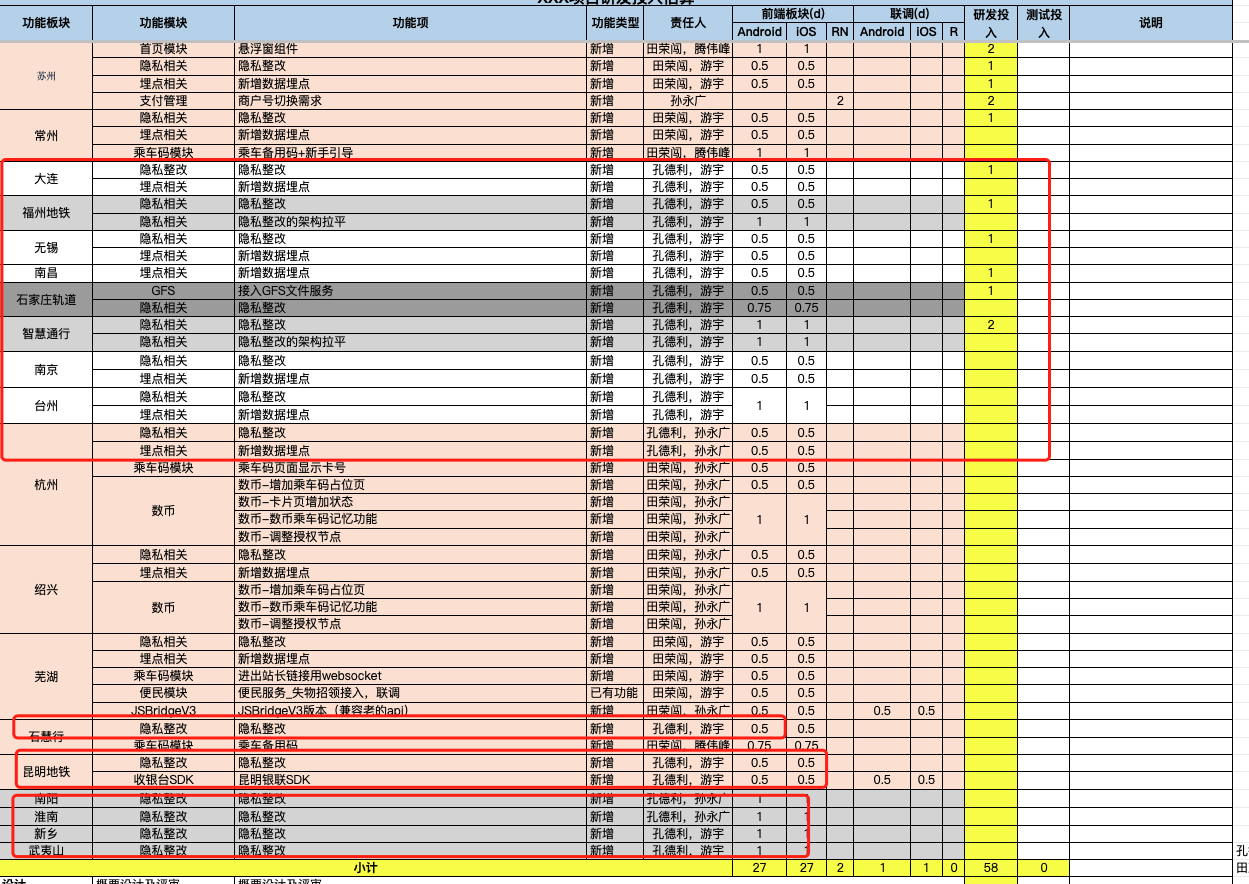 XXX项目研发投入估算
功能板块 功能模块 功能项 功能类型 责任人 前端板块(d) 联调(d) 研发投入 测试投入 说明
Android iOS RN Android iOS R
苏州 首页模块 悬浮窗组件 新增 田荣闯，腾伟峰 1 1 2
隐私相关 隐私整改 新增 田荣闯，游宇 0.5 0.5 1
埋点相关 新增数据埋点 新增 田荣闯，游宇 0.5 0.5 1
支付管理 商户号切换需求 新增 孙永广 2 2
常州 隐私相关 隐私整改 新增 田荣闯，游宇 0.5 0.5 1
埋点相关 新增数据埋点 新增 田荣闯，游宇 0.5 0.5
乘车码模块 乘车备用码+新手引导 新增 田荣闯，腾伟峰 1 1
大连 隐私整改 隐私整改 新增 孔德利，游宇 0.5 0.5 1
埋点相关 新增数据埋点 新增 孔德利，游宇 0.5 0.5
福州地铁 隐私相关 隐私整改 新增 孔德利，游宇 0.5 0.5 1
隐私相关 隐私整改的架构拉平 新增 孔德利，游宇 1 1
无锡 隐私相关 隐私整改 新增 孔德利，游宇 0.5 0.5 1
埋点相关 新增数据埋点 新增 孔德利，游宇 0.5 0.5
南昌 埋点相关 新增数据埋点 新增 孔德利，游宇 0.5 0.5 1
石家庄轨道 GFS 接入GFS文件服务 新增 孔德利，游宇 0.5 0.5 1
隐私相关 隐私整改 新增 孔德利，游宇 0.75 0.75
智慧通行 隐私相关 隐私整改 新增 孔德利，游宇 1 1 2
隐私相关 隐私整改的架构拉平 新增 孔德利，游宇 1 1
南京 隐私相关 隐私整改 新增 孔德利，游宇 0.5 0.5
埋点相关 新增数据埋点 新增 孔德利，游宇 0.5 0.5
台州 隐私相关 隐私整改 新增 孔德利，游宇 1 1
埋点相关 新增数据埋点 新增 孔德利，游宇
杭州 隐私相关 隐私整改 新增 孔德利，孙永广 0.5 0.5
埋点相关 新增数据埋点 新增 孔德利，孙永广 0.5 0.5
乘车码模块 乘车码页面显示卡号 新增 田荣闯，孙永广 0.5 0.5
数币 数币-增加乘车码占位页 新增 田荣闯，孙永广 0.5 0.5
数币-卡片页增加状态 新增 田荣闯，孙永广 1 1
数币-数币乘车码记忆功能 新增 田荣闯，孙永广
数币-调整授权节点 新增 田荣闯，孙永广
绍兴 隐私相关 隐私整改 新增 田荣闯，孙永广 0.5 0.5
埋点相关 新增数据埋点 新增 田荣闯，孙永广 0.5 0.5
数币 数币-增加乘车码占位页 新增 田荣闯，孙永广 1 1
数币-数币乘车码记忆功能 新增 田荣闯，孙永广
数币-调整授权节点 新增 田荣闯，孙永广
芜湖 隐私相关 隐私整改 新增 田荣闯，游宇 0.5 0.5
埋点相关 新增数据埋点 新增 田荣闯，游宇 0.5 0.5
乘车码模块 进出站长链接用websocket 新增 田荣闯，游宇 0.5 0.5
便民模块 便民服务_失物招领接入，联调 已有功能 田荣闯，游宇 0.5 0.5
JSBridgeV3 JSBridgeV3版本（兼容老的api） 新增 田荣闯，孙永广 0.5 0.5 0.5 0.5
石慧行 隐私整改 隐私整改 新增 孔德利，游宇 0.5 0.5
乘车码模块 乘车备用码 新增 田荣闯，腾伟峰 0.75 0.75
昆明地铁 隐私整改 隐私整改 新增 孔德利，游宇 0.5 0.5
收银台SDK 昆明银联SDK 新增 孔德利，游宇 0.5 0.5 0.5 0.5
南阳 隐私整改 隐私整改 新增 孔德利，孙永广 1 1
淮南 隐私整改 隐私整改 新增 孔德利，孙永广 1 1
新乡 隐私整改 隐私整改 新增 孔德利，游宇 1 1
武夷山 隐私整改 隐私整改 新增 孔德利，游宇 1 1
孔
小计 27 27 2 1 1 0 58 0
田
设计 概要设计及评审 概要设计及评审